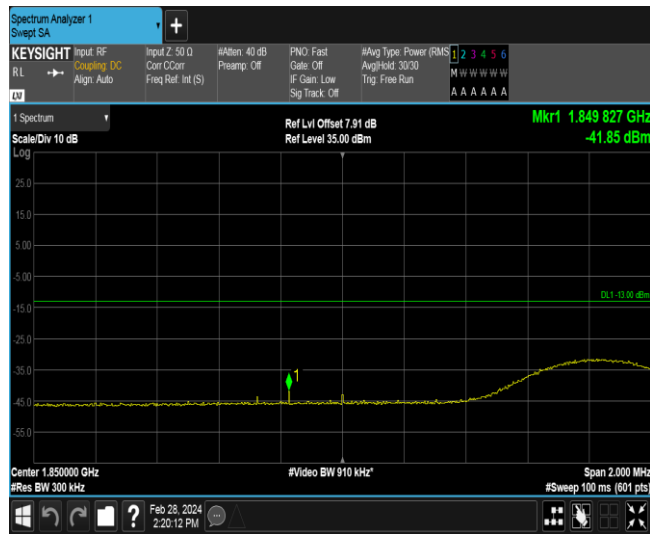 Spectrum Analyzer 1
Swept SA
+
KEYSIGHT
RL
LXI
Input: RF
Coupling: DC
Align: Auto
Input Z: 50 Ω
Corr CCorr
Freq Ref: Int (S)
#Atten: 40 dB
Preamp: Off
PNO: Fast
Gate: Off
IF Gain: Low
Sig Track: Off
#Avg Type: Power (RMS
Avg|Hold: 30/30
Trig: Free Run
1 2 3 4 5 6
M W W W W W
A A A A A A
1 Spectrum
Scale/Div 10 dB
Log
Ref Lvl Offset 7.91 dB
Ref Level 35.00 dBm
Mkr1 1.849 827 GHz
-41.85 dBm
25.0
15.0
5.00
-5.00
DL1 -13.00 dBm
-15.0
-25.0
-35.0
1
-45.0
-55.0
Center 1.850000 GHz
#Video BW 910 kHz*
Span 2.000 MHz
#Res BW 300 kHz
#Sweep 100 ms (601 pts)
?
Feb 28, 2024
2:20:12 PM